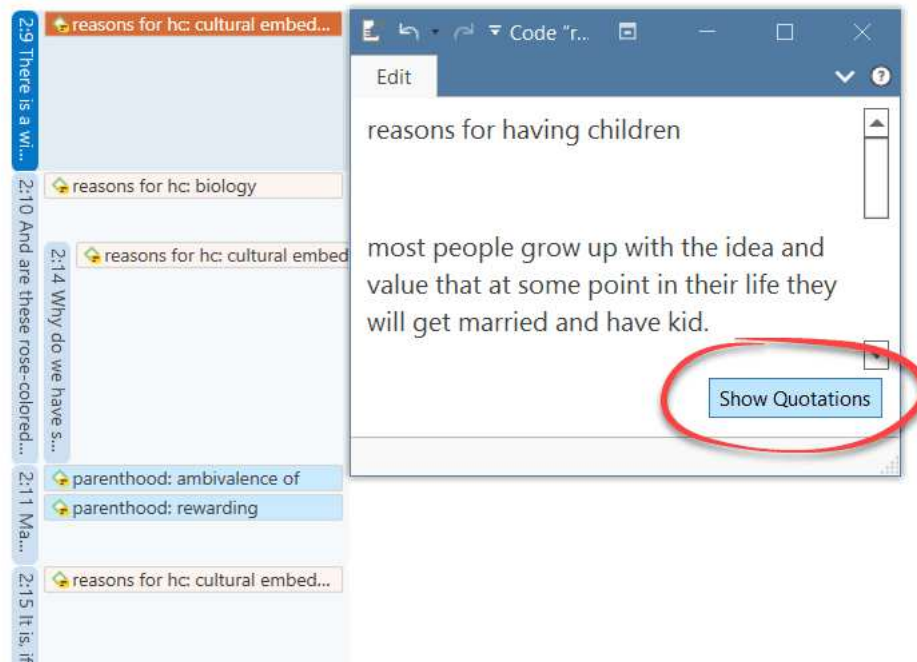 2:9 There is a wi...
reasons for hc: cultural embed...
2:10 And are these rose-colored...
reasons for hc: biology
2:14 Why do we have s...
reasons for hc: cultural embed
2:11 Ma...
parenthood: ambivalence of
parenthood: rewarding
2:15 It is, if
reasons for hc: cultural embed...
Code "r...
Edit
reasons for having children
most people grow up with the idea and
value that at some point in their life they
will get married and have kid.
Show Quotations